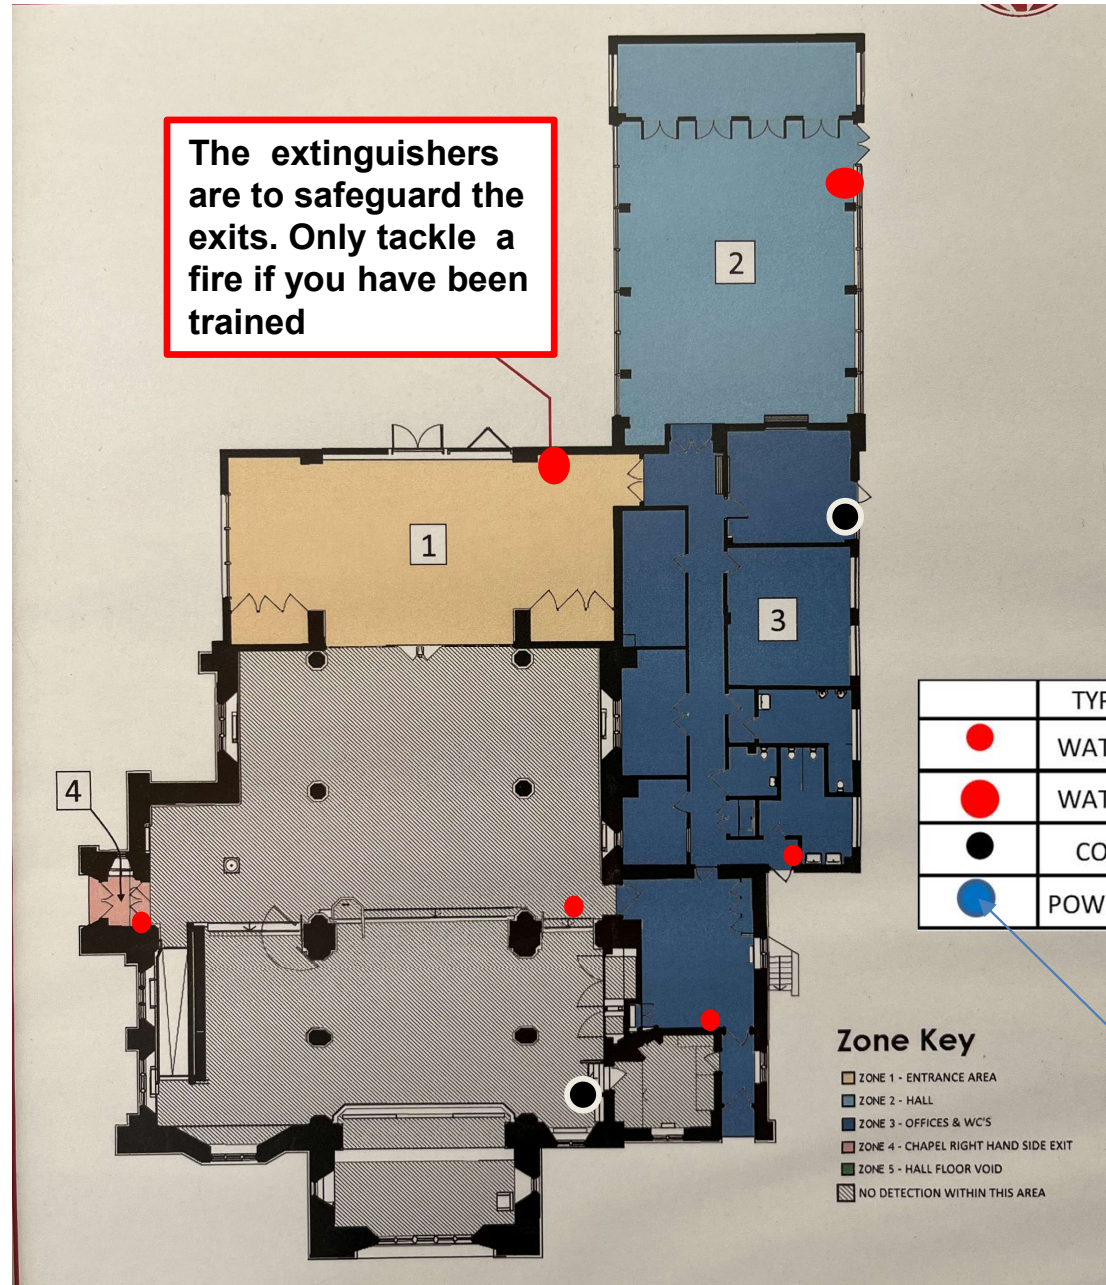 The extinguishers
are to safeguard the
exits. Only tackle a
fire if you have been
trained
2
1
3
4
TYP
WAT
WAT
CO
POW
Zone Key
ZONE 1 - ENTRANCE AREA
ZONE 2 - HALL
ZONE 3 - OFFICES & WC'S
ZONE 4 - CHAPEL RIGHT HAND SIDE EXIT
ZONE 5 - HALL FLOOR VOID
NO DETECTION WITHIN THIS AREA